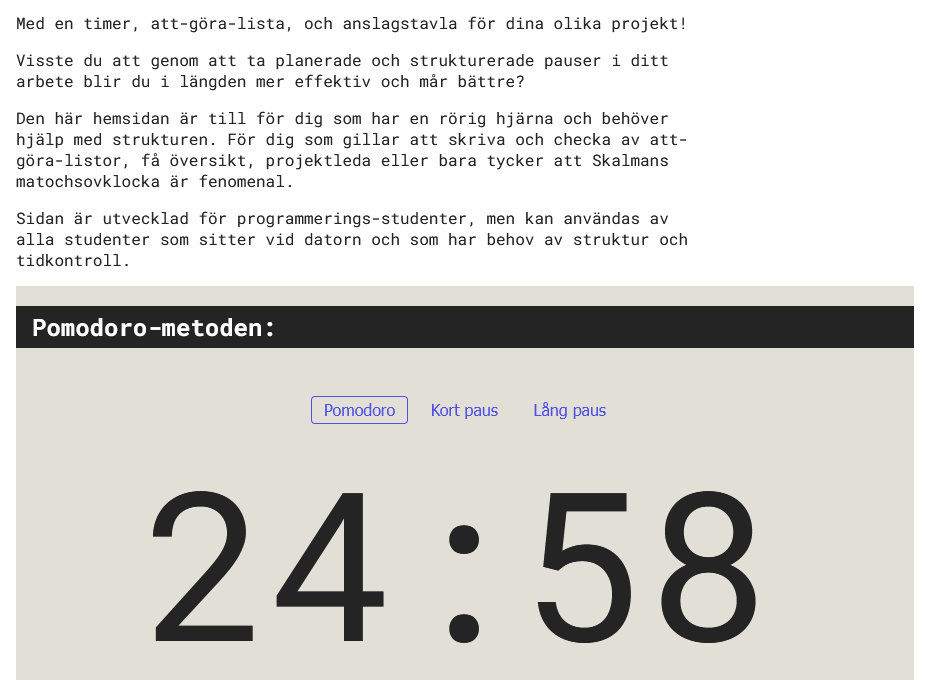 Med en timer, att-göra-lista, och anslagstavla för dina olika projekt!
Visste du att genom att ta planerade och strukturerade pauser i ditt
arbete blir du i längden mer effektiv och mår bättre?
Den här hemsidan är till för dig som har en rörig hjärna och behöver
hjälp med strukturen. För dig som gillar att skriva och checka av att-
göra-listor, få översikt, projektleda eller bara tycker att Skalmans
matochsovklocka är fenomenal.
Sidan är utvecklad för programmerings-studenter, men kan användas av
alla studenter som sitter vid datorn och som har behov av struktur och
tidkontroll.
Pomodoro-metoden:
Pomodoro Kort paus Lång paus
24:58